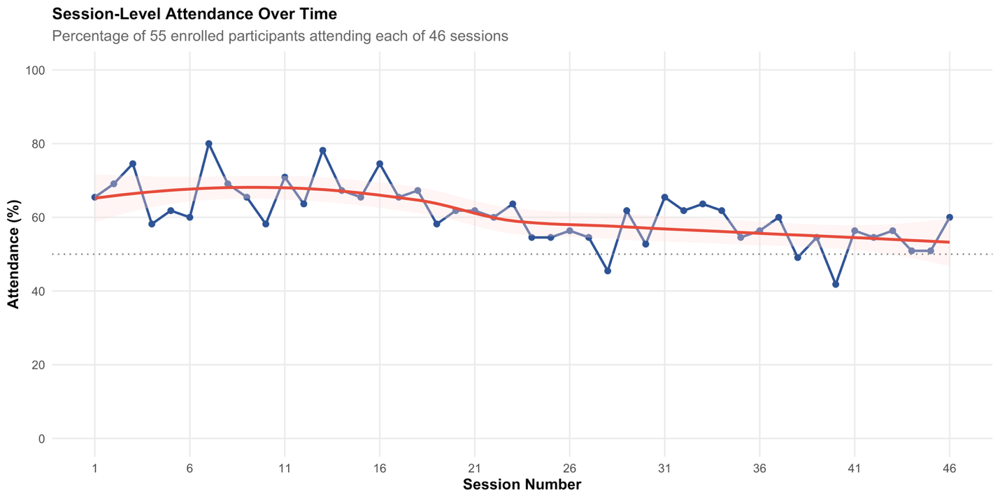 Session-Level Attendance Over Time
Percentage of 55 enrolled participants attending each of 46 sessions
Attendance (%)
100
80
60
40
20
0
1 6 11 16 21 26 31 36 41 46
Session Number